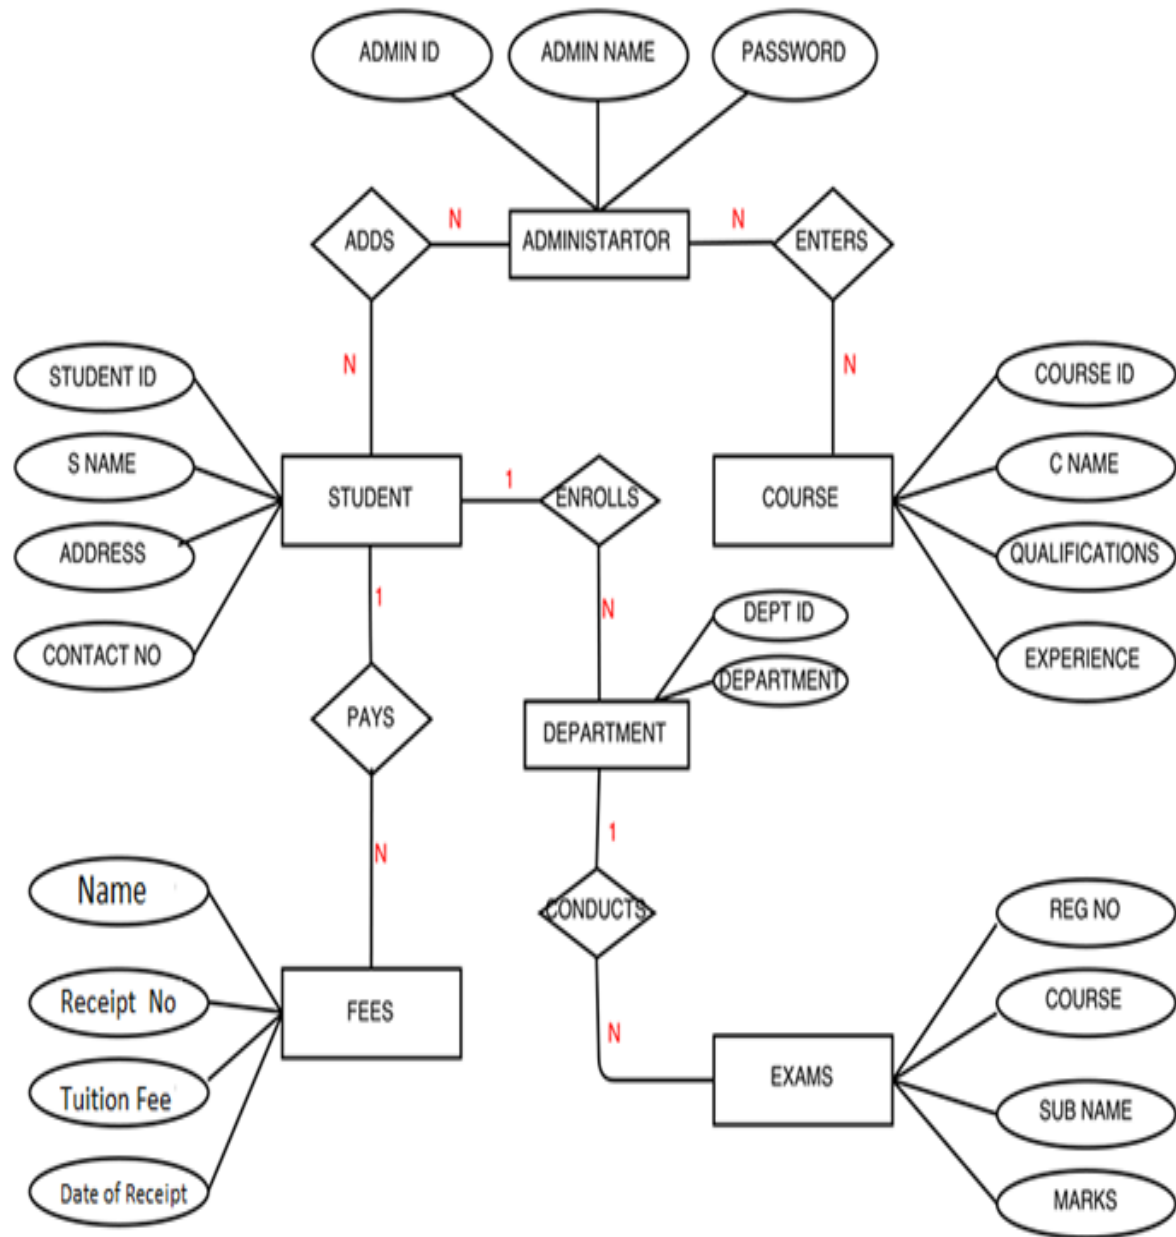 ADMIN ID
ADMIN NAME
PASSWORD
ADDS
N
ADMINISTARTOR
N
ENTERS
N
N
STUDENT ID
S NAME
ADDRESS
CONTACT NO
STUDENT
1
ENROLLS
COURSE
COURSE ID
C NAME
QUALIFICATIONS
EXPERIENCE
1
N
DEPT ID
DEPARTMENT
PAYS
DEPARTMENT
N
1
CONDUCTS
Name
Receipt No
Tuition Fee
Date of Receipt
FEES
N
EXAMS
REG NO
COURSE
SUB NAME
MARKS